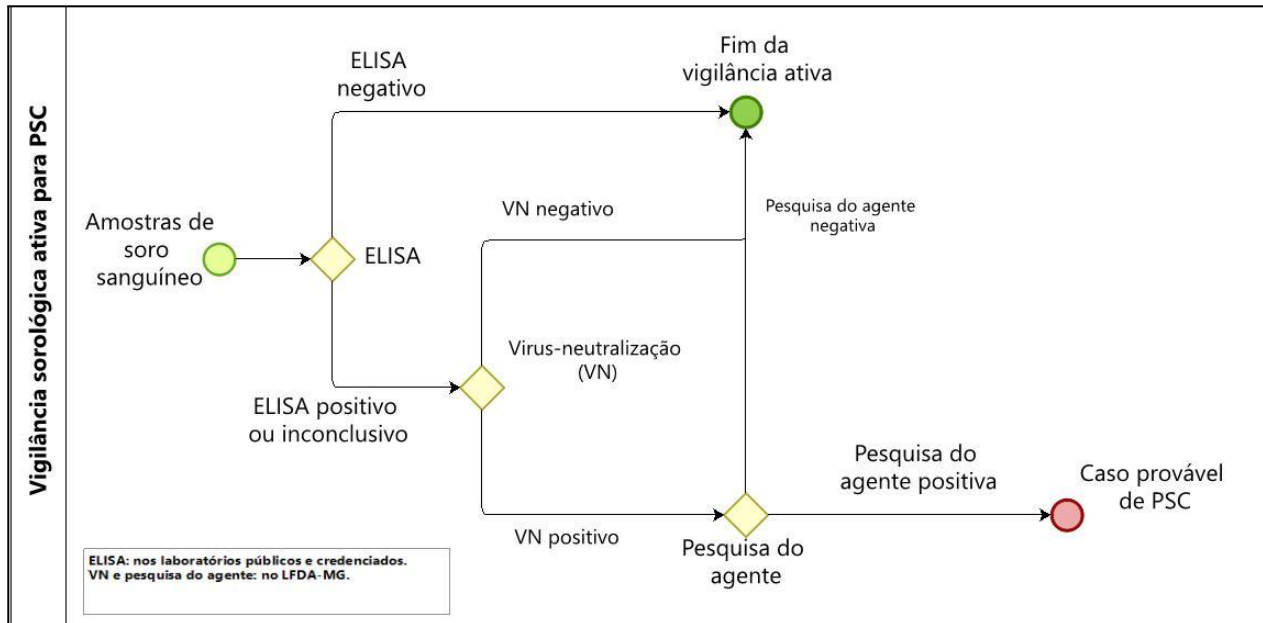 Vigilância sorológica ativa para PSC
ELISA
negativo
Fim da
vigilância ativa
Amostras de
soro
sanguíneo
ELISA
VN negativo
Pesquisa do agente
negativa
Virus-neutralização
(VN)
ELISA positivo
ou inconclusivo
Pesquisa do
agente positiva
Caso provável
de PSC
VN positivo
Pesquisa do
agente
ELISA: nos laboratórios públicos e credenciados.
VN e pesquisa do agente: no LFDA-MG.